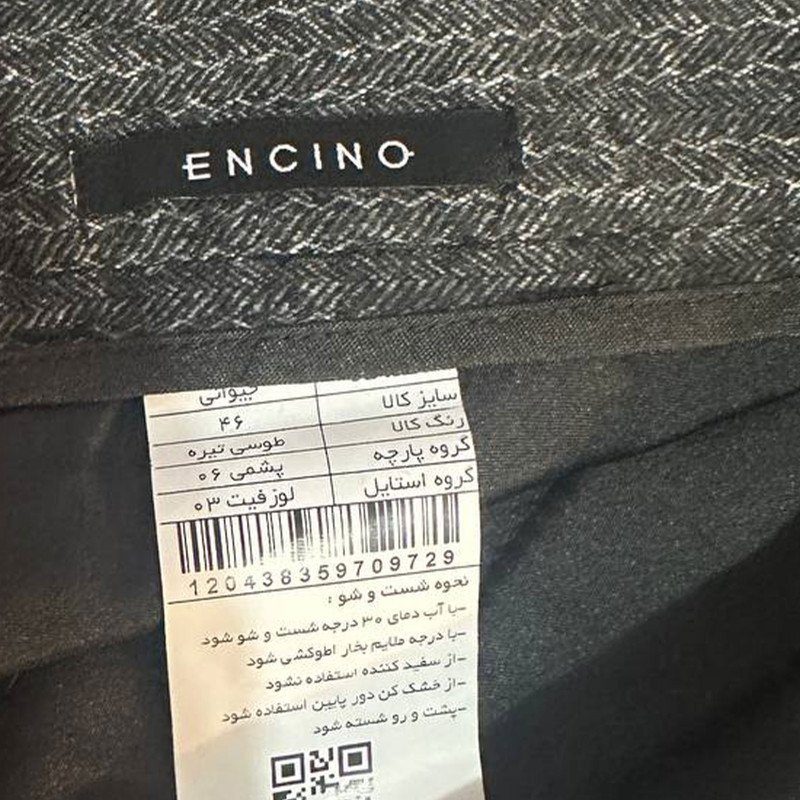 ENCINO
سایز کالا ۴۶
رنگ کالا طوسی تیره
گروه پارچه پشمی ۰۶
گروه استایل لوز فیت ۰۳
120438359709729
نحوه شست و شو :
-با آب دمای ۳۰ درجه شست و شو شود
-با درجه ملایم بخار اطوکشی شود
-از سفید کننده استفاده نشود
-از خشک کن دور پایین استفاده شود
-پشت و رو شسته شود